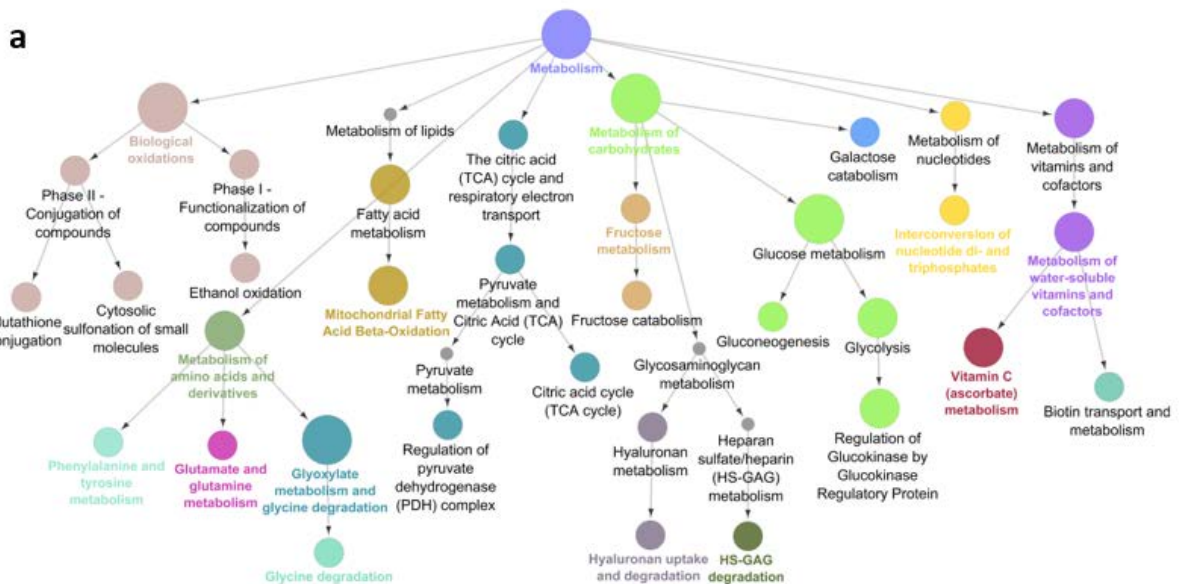 a
Metabolism
Biological
oxidations
Metabolism of lipids
The citric acid
(TCA) cycle and
respiratory electron
transport
Metabolism of
carbohydrates
Galactose
catabolism
Metabolism of
nucleotides
Metabolism of
vitamins and
cofactors
Phase II -
Conjugation of
compounds
Phase I -
Functionalization of
compounds
Fatty acid
metabolism
Fructose
metabolism
Glucose metabolism
Interconversion of
nucleotide di- and
triphosphates
Metabolism of
water-soluble
vitamins and
cofactors
lutathione
onjugation
Cytosolic
sulfonation of small
molecules
Ethanol oxidation
Mitochondrial Fatty
Acid Beta-Oxidation
Pyruvate
metabolism and
Citric Acid (TCA)
cycle
Fructose catabolism
Gluconeogenesis
Glycolysis
Metabolism of
amino acids and
derivatives
Pyruvate
metabolism
Citric acid cycle
(TCA cycle)
Glycosaminoglycan
metabolism
Vitamin C
(ascorbate)
metabolism
Biotin transport and
metabolism
Phenylalanine and
tyrosine
metabolism
Glutamate and
glutamine
metabolism
Glyoxylate
metabolism and
glycine degradation
Regulation of
pyruvate
dehydrogenase
(PDH) complex
Hyaluronan
metabolism
Heparan
sulfate/heparin
(HS-GAG)
metabolism
Regulation of
Glucokinase by
Glucokinase
Regulatory Protein
Glycine degradation
Hyaluronan uptake
and degradation
HS-GAG
degradation